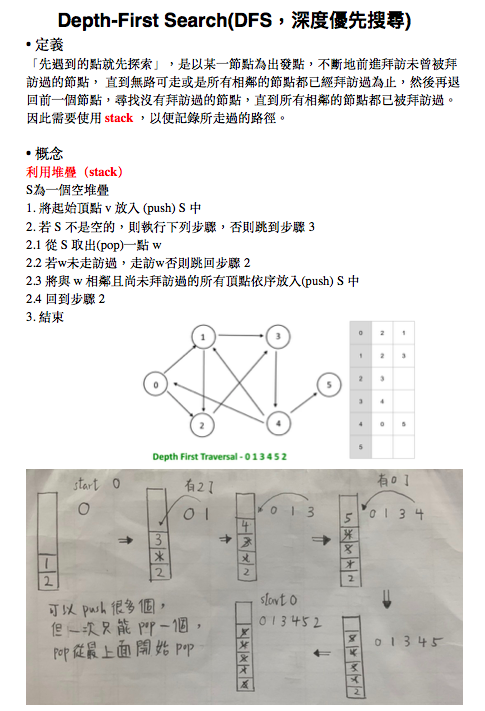 Depth-First Search(DFS，深度優先搜尋)
• 定義
「先遇到的點就先探索」，是以某一節點為出發點，不斷地前進拜訪未曾被拜
訪過的節點， 直到無路可走或是所有相鄰的節點都已經拜訪過為止，然後再退
回前一個節點，尋找沒有拜訪過的節點，直到所有相鄰的節點都已被拜訪過。
因此需要使用 stack ，以便記錄所走過的路徑。
• 概念
利用堆疊（stack）
S為一個空堆疊
1. 將起始頂點 v 放入 (push) S 中
2. 若 S 不是空的，則執行下列步驟，否則跳到步驟 3
2.1 從 S 取出(pop)一點 w
2.2 若w未走訪過，走訪w否則跳回步驟 2
2.3 將與 w 相鄰且尚未拜訪過的所有頂點依序放入(push) S 中
2.4 回到步驟 2
3. 結束
1 3
0 5
2 4
0 2 1
1 2 3
2 3
3 4
4 0 5
5
Depth First Traversal - 0 1 3 4 5 2
start 0
0
1
2
有2了
0 1
3
2
0 1 3
4
3
2
有0了
0 1 3 4
5
4
2
0 1 3 4 5
2
start 0
0 1 3 4 5 2
可以 push 很多個，
但一次只能 pop 一個，
pop 從最上面開始 pop